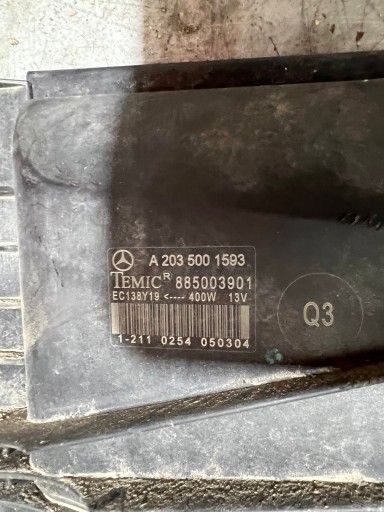 A 203 500 1593
TEMIC R 885003901
EC138Y19 <---- 400W 13V
1-211 0254 050304
Q3